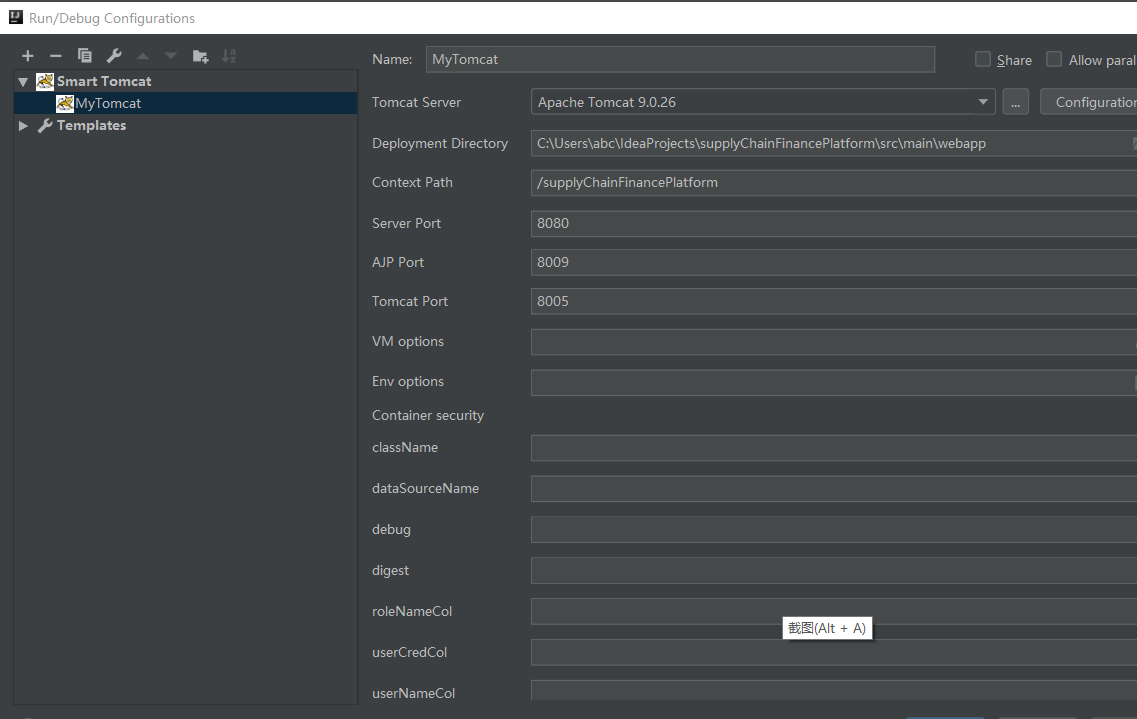 Run/Debug Configurations
Name: MyTomcat Share Allow paral
Smart Tomcat
MyTomcat
Templates
Tomcat Server Apache Tomcat 9.0.26 ... Configuration
Deployment Directory C:\Users\abc\IdeaProjects\supplyChainFinancePlatform\src\main\webapp
Context Path /supplyChainFinancePlatform
Server Port 8080
AJP Port 8009
Tomcat Port 8005
VM options
Env options
Container security
className
dataSourceName
debug
digest
roleNameCol
截图(Alt + A)
userCredCol
userNameCol